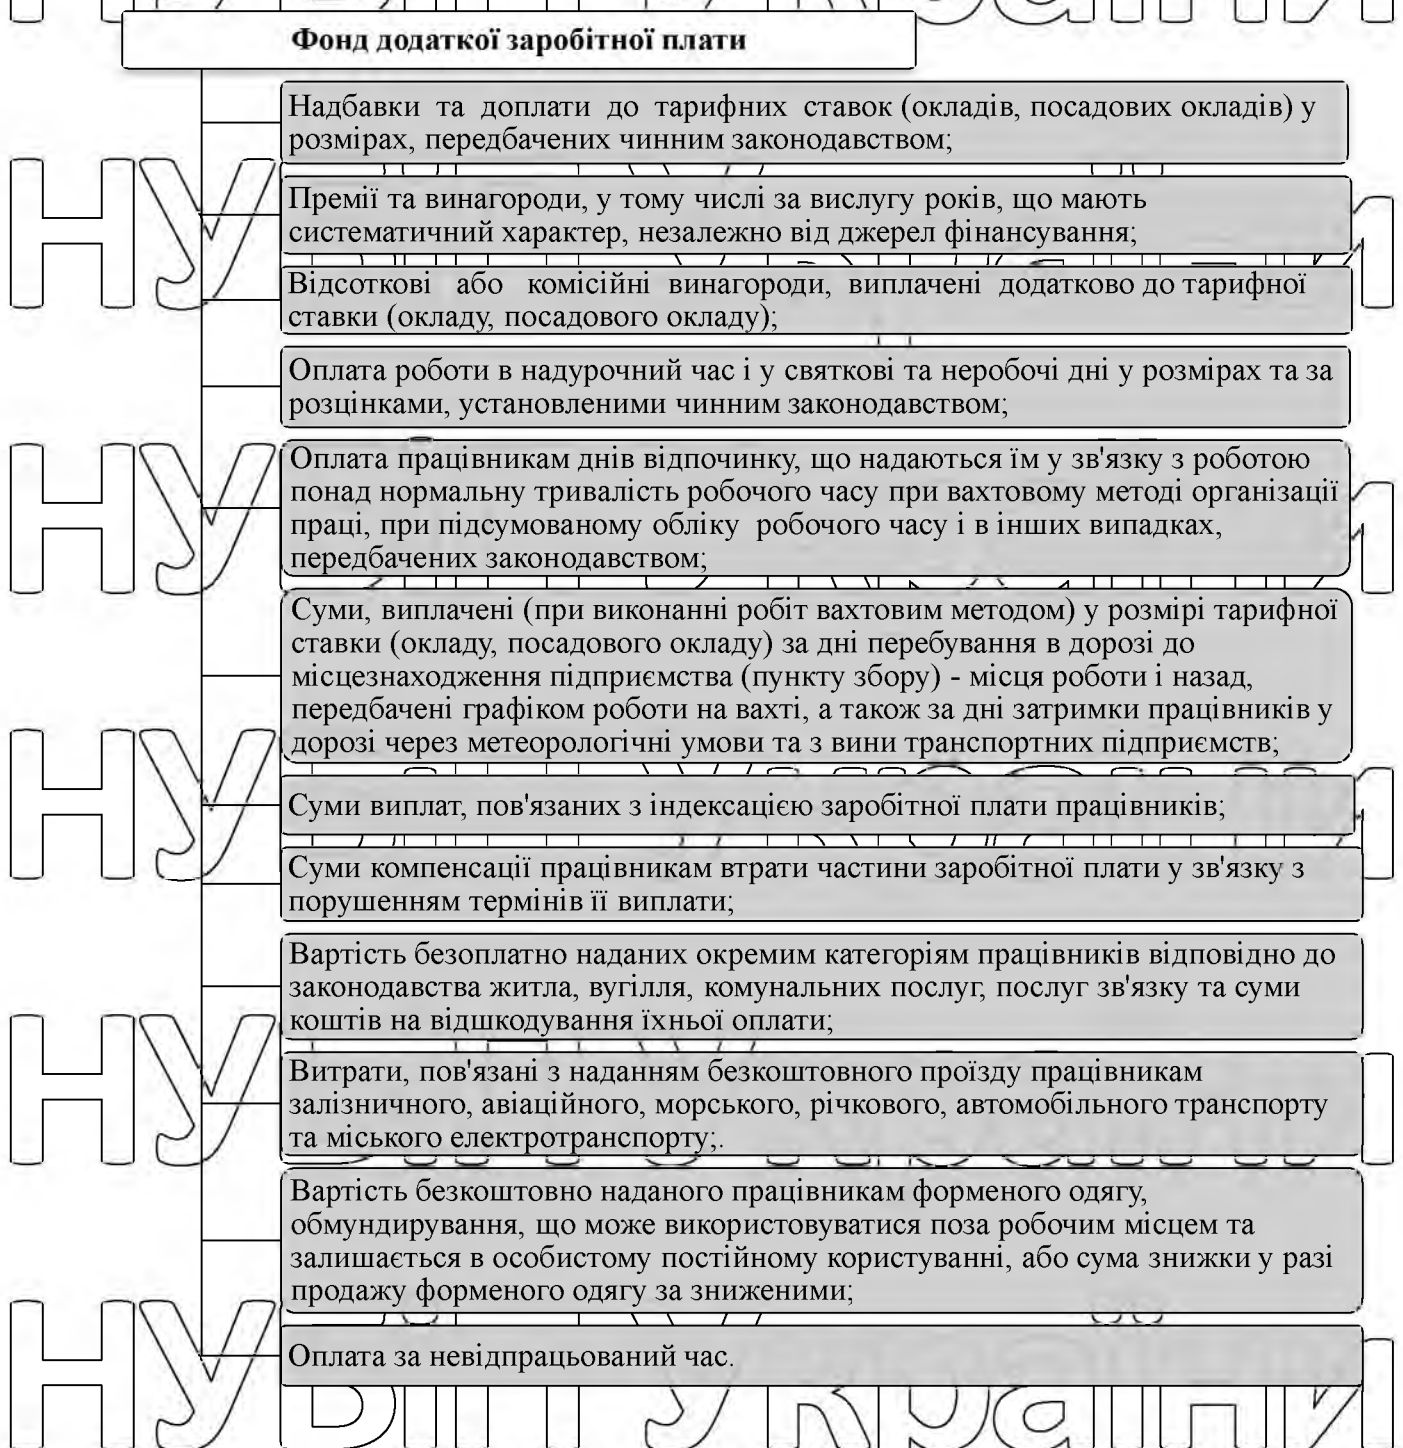 Фонд додаткої заробітної плати
Надбавки та доплати до тарифних ставок (окладів, посадових окладів) у
розмірах, передбачених чинним законодавством;
Премії та винагороди, у тому числі за вислугу років, що мають
систематичний характер, незалежно від джерел фінансування;
Відсоткові або комісійні винагороди, виплачені додатково до тарифної
ставки (окладу, посадового окладу);
Оплата роботи в надурочний час і у святкові та неробочі дні у розмірах та за
розцінками, установленими чинним законодавством;
Оплата працівникам днів відпочинку, що надаються їм у зв'язку з роботою
понад нормальну тривалість робочого часу при вахтовому методі організації
праці, при підсумованому обліку робочого часу і в інших випадках,
передбачених законодавством;
Суми, виплачені (при виконанні робіт вахтовим методом) у розмірі тарифної
ставки (окладу, посадового окладу) за дні перебування в дорозі до
місцезнаходження підприємства (пункту збору) - місця роботи і назад,
передбачені графіком роботи на вахті, а також за дні затримки працівників у
дорозі через метеорологічні умови та з вини транспортних підприємств;
Суми виплат, пов'язаних з індексацією заробітної плати працівників;
Суми компенсації працівникам втрати частини заробітної плати у зв'язку з
порушенням термінів її виплати;
Вартість безоплатно наданих окремим категоріям працівників відповідно до
законодавства житла, вугілля, комунальних послуг, послуг зв'язку та суми
коштів на відшкодування їхньої оплати;
Витрати, пов'язані з наданням безкоштовного проїзду працівникам
залізничного, авіаційного, морського, річкового, автомобільного транспорту
та міського електротранспорту;.
Вартість безкоштовно наданого працівникам форменого одягу,
обмундирування, що може використовуватися поза робочим місцем та
залишається в особистому постійному користуванні, або сума знижки у разі
продажу форменого одягу за зниженими;
Оплата за невідпрацьований час.
НУБіП України